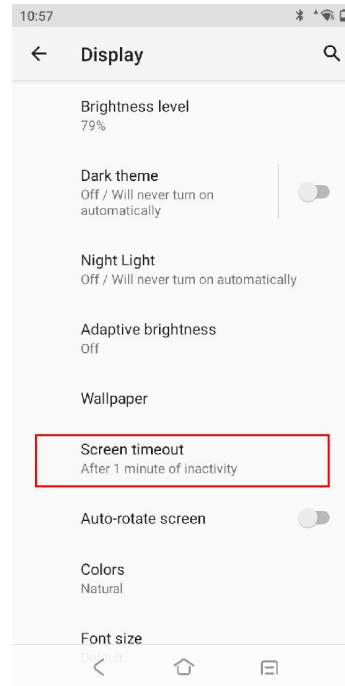 10:57
Display
Brightness level
79%
Dark theme
Off / Will never turn on
automatically
Night Light
Off / Will never turn on automatically
Adaptive brightness
Off
Wallpaper
Screen timeout
After 1 minute of inactivity
Auto-rotate screen
Colors
Natural
Font size
Default